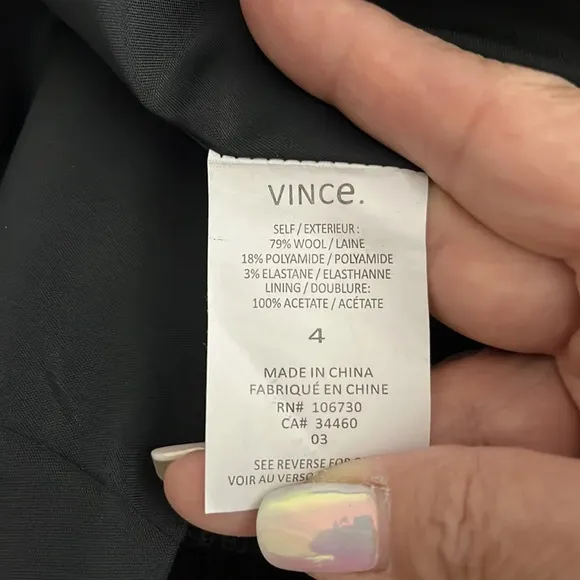 VINCe.
SELF / EXTERIEUR :
79% WOOL / LAINE
18% POLYAMIDE / POLYAMIDE
3% ELASTANE / ELASTHANNE
LINING / DOUBLURE:
100% ACETATE / ACÉTATE
4
MADE IN CHINA
FABRIQUÉ EN CHINE
RN# 106730
CA# 34460
03
SEE REVERSE FOR
VOIR AU VERSO